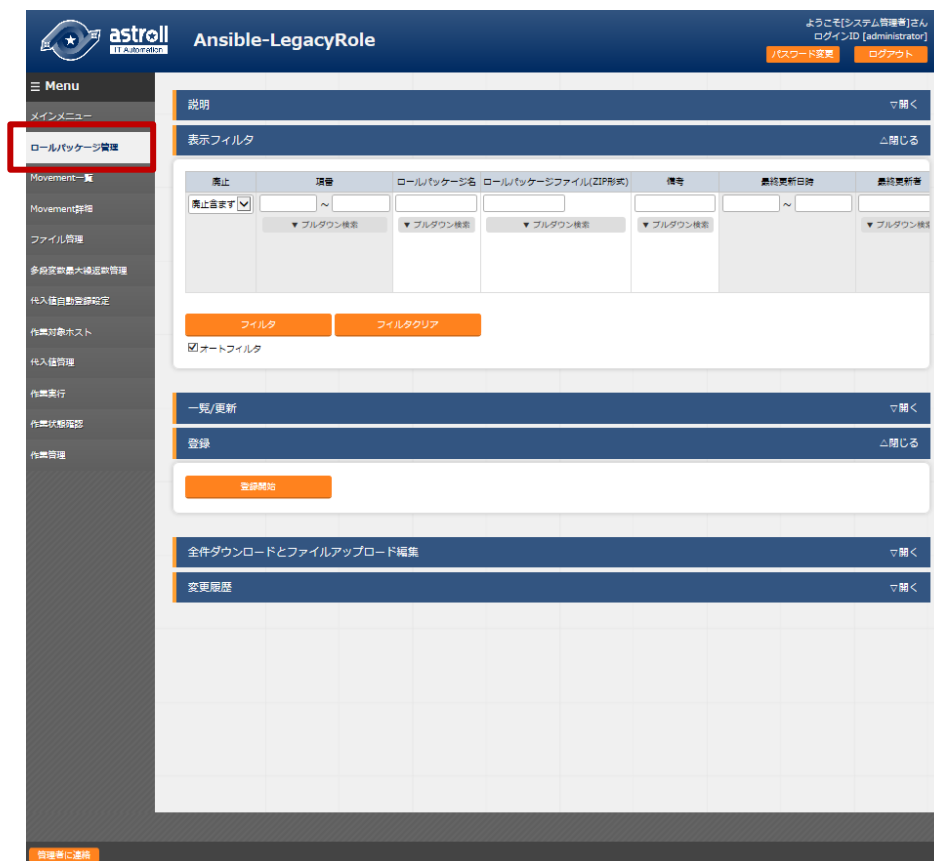 astroll
IT Automation
Ansible-LegacyRole
ようこそ[システム管理者]さん
ログインID [administrator]
パスワード変更 ログアウト
☰ Menu
メインメニュー
ロールパッケージ管理
Movement一覧
Movement詳細
ファイル管理
多段変数最大繰返数管理
代入値自動登録設定
作業対象ホスト
代入値管理
作業実行
作業状態確認
作業管理
説明 ▽開く
表示フィルタ △閉じる
廃止 項番 ロールパッケージ名 ロールパッケージファイル(ZIP形式) 備考 最終更新日時 最終更新者
廃止含まず ～ ～
▼ プルダウン検索 ▼ プルダウン検索 ▼ プルダウン検索 ▼ プルダウン検索 ▼ プルダウン検索
フィルタ フィルタクリア
オートフィルタ
一覧/更新 ▽開く
登録 △閉じる
登録開始
全件ダウンロードとファイルアップロード編集 ▽開く
変更履歴 ▽開く
管理者に連絡